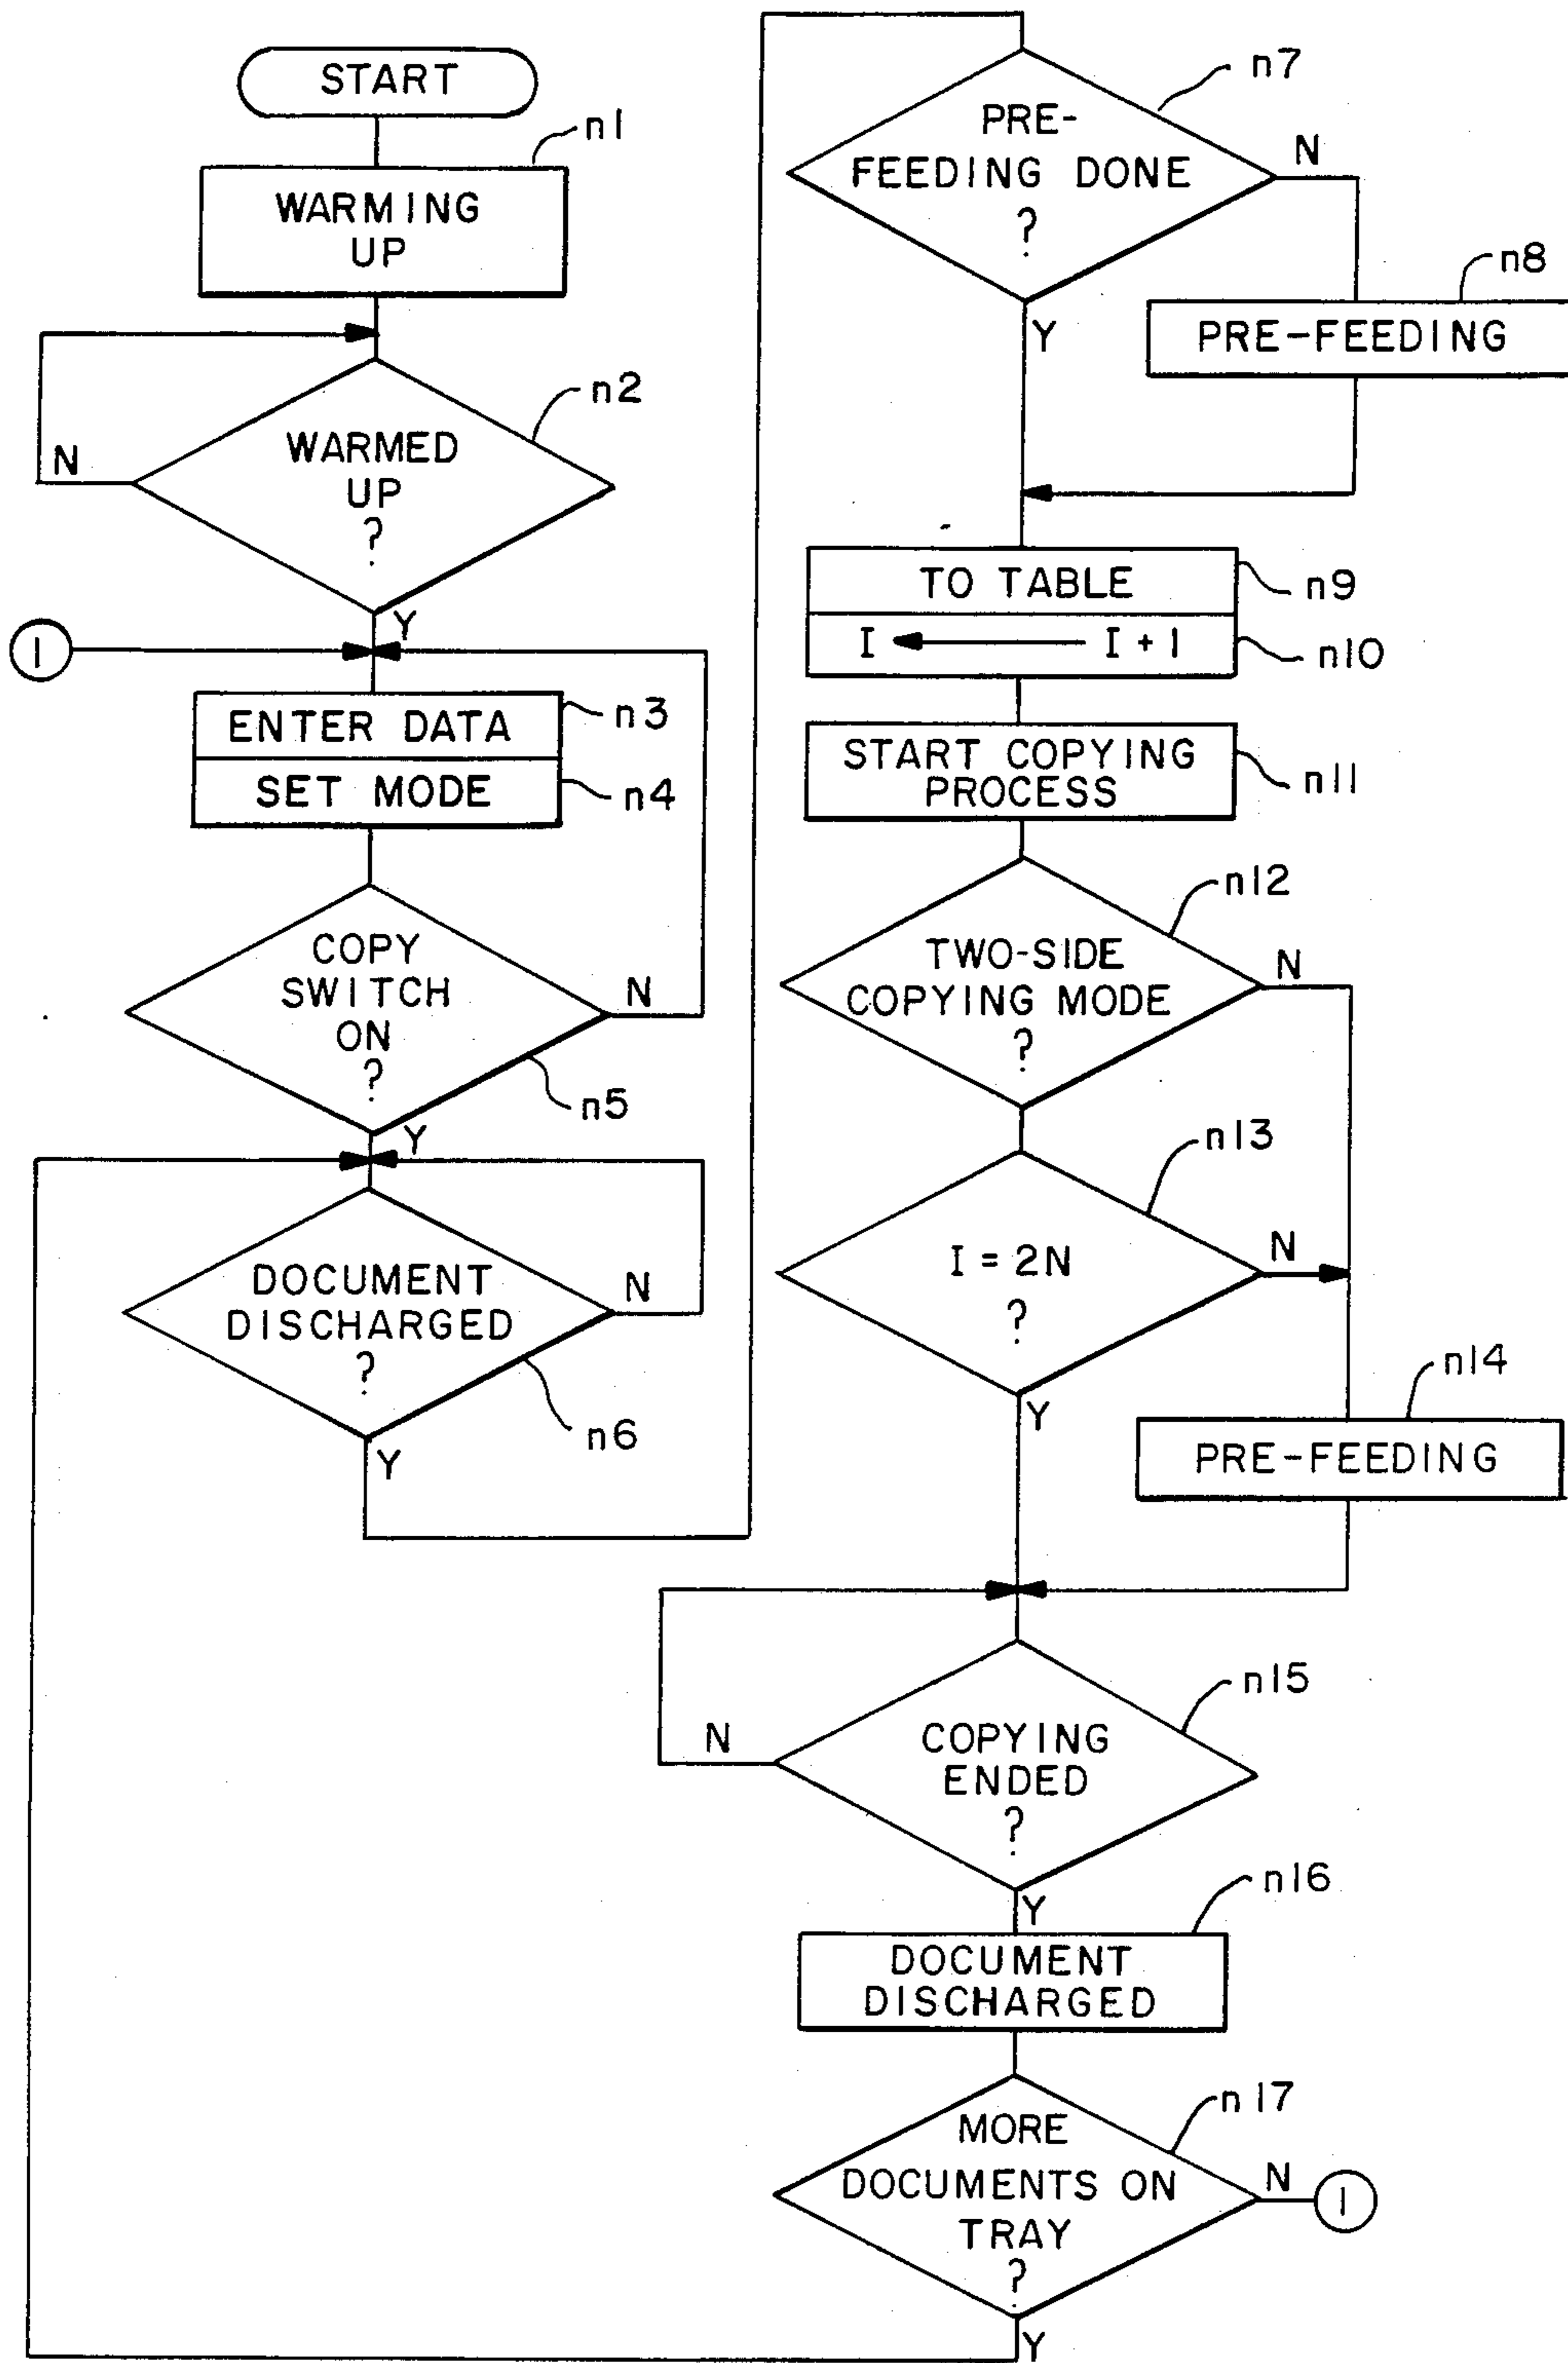 START
n1
WARMING
UP
n2
WARMED
UP
?
N
Y
1
ENTER DATA
n3
SET MODE
n4
COPY
SWITCH
ON
?
N
n5
Y
DOCUMENT
DISCHARGED
?
N
n6
Y
n7
PRE-
FEEDING DONE
?
N
Y
n8
PRE-FEEDING
TO TABLE
n9
I ← I + 1
n10
START COPYING
PROCESS
n11
n12
TWO-SIDE
COPYING MODE
?
N
n13
I = 2N
?
N
Y
n14
PRE-FEEDING
n15
COPYING
ENDED
?
N
Y
n16
DOCUMENT
DISCHARGED
n17
MORE
DOCUMENTS ON
TRAY
?
N
1
Y